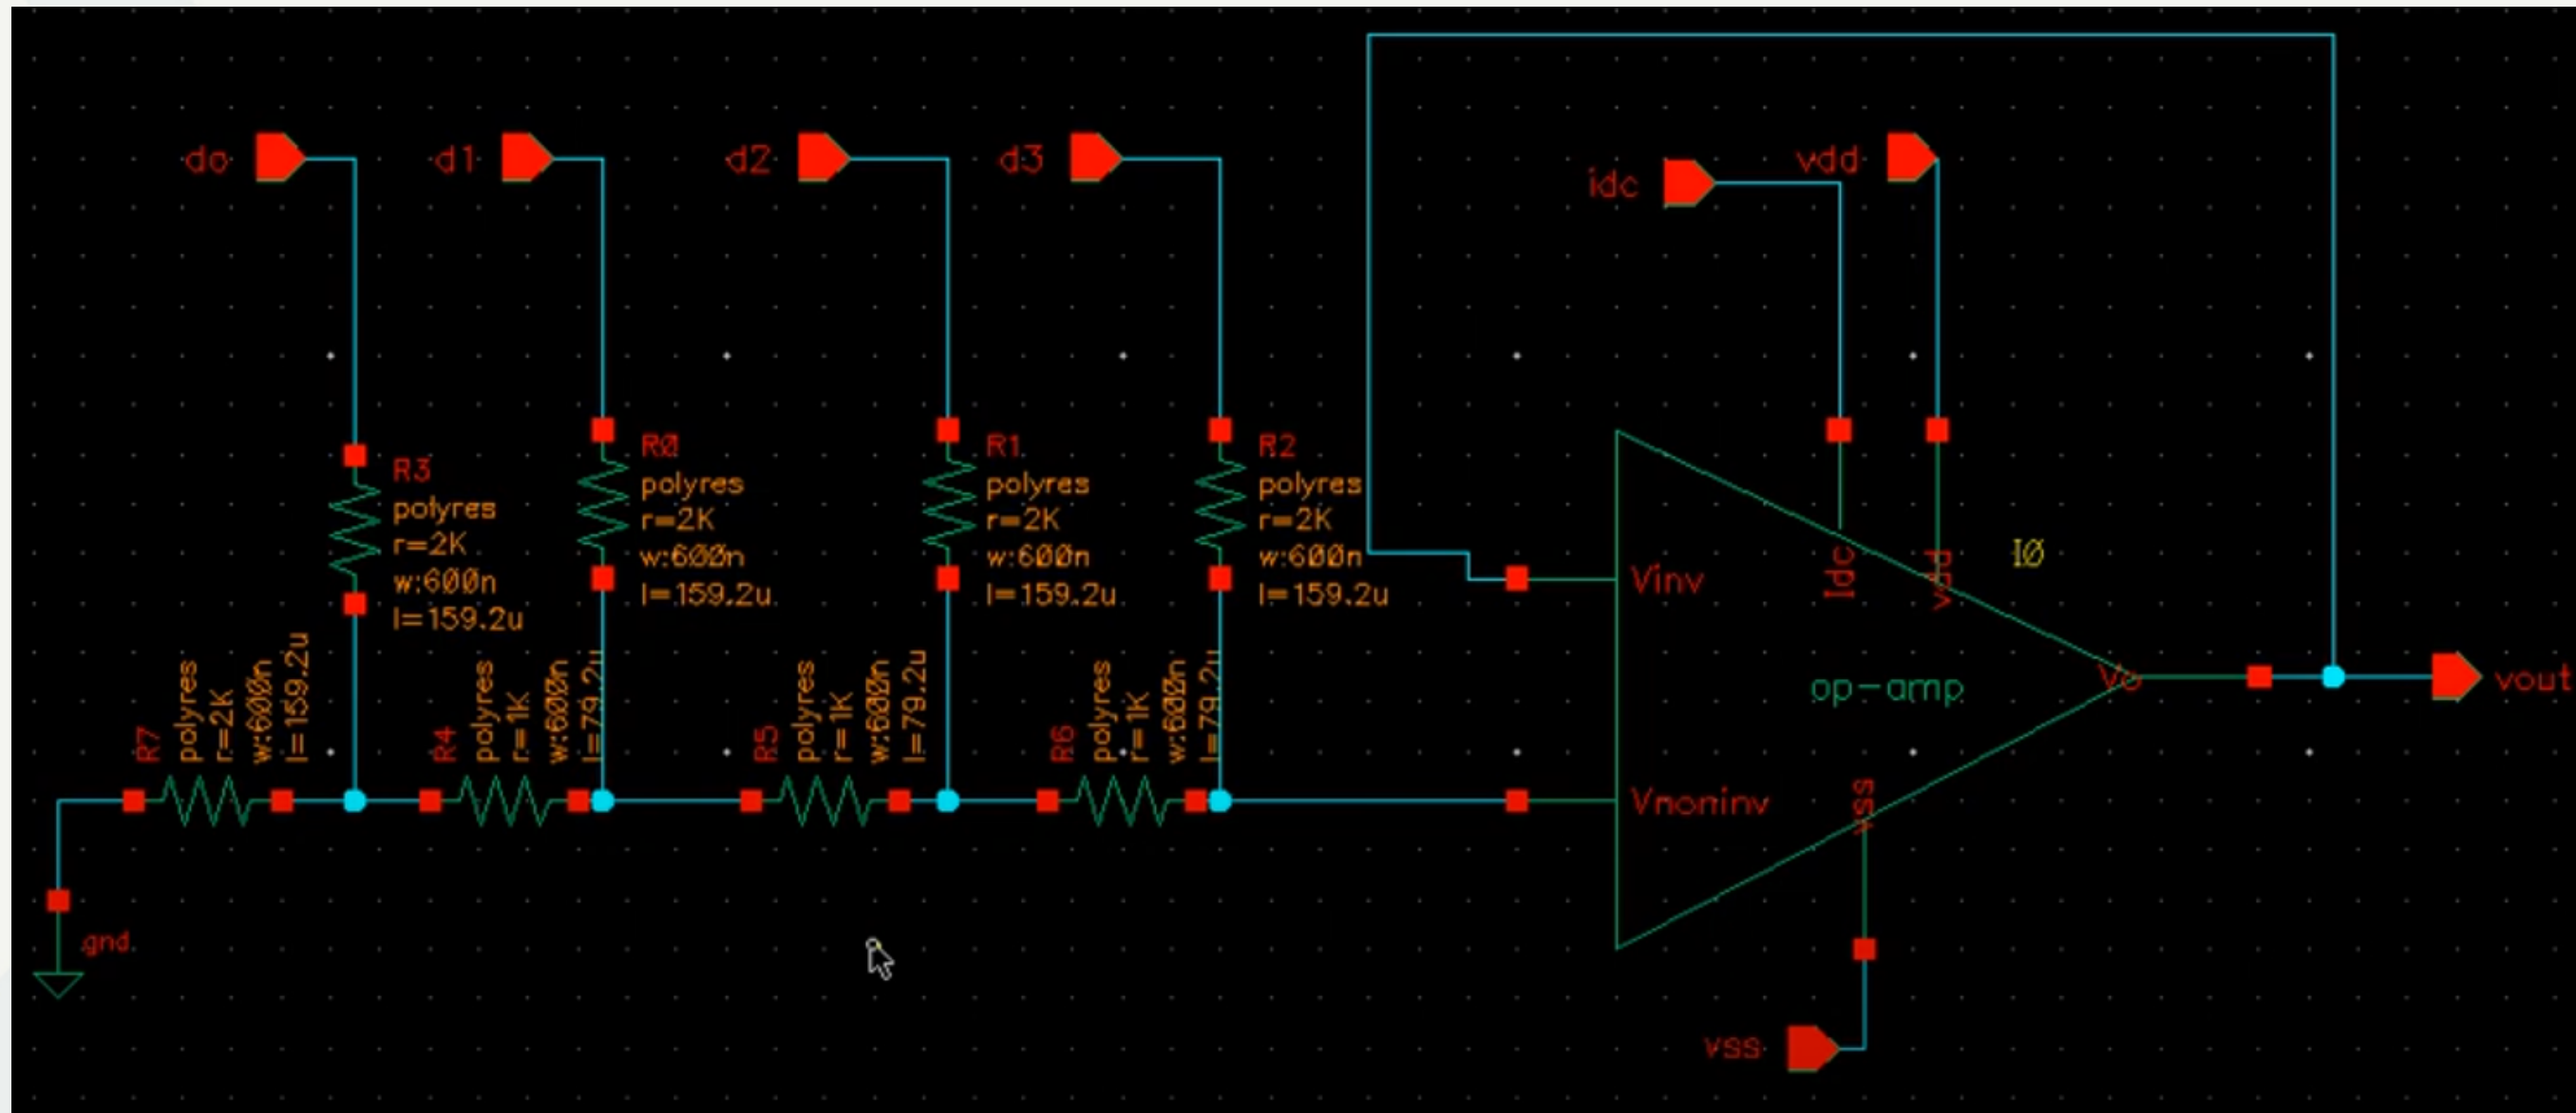 do
d1
d2
d3
idc
vdd
R3
polyres
r=2K
w:600n
l=159.2u
R0
polyres
r=2K
w:600n
l=159.2u
R1
polyres
r=2K
w:600n
l=159.2u
R2
polyres
r=2K
w:600n
l=159.2u
R7
polyres
r=2K
w:600n
l=159.2u
R4
polyres
r=1K
w:600n
l=79.2u
R5
polyres
r=1K
w:600n
l=79.2u
R6
polyres
r=1K
w:600n
l=79.2u
Vinv
Idc
vdd
I0
op-amp
Vo
vout
Vnoninv
vss
gnd
vss